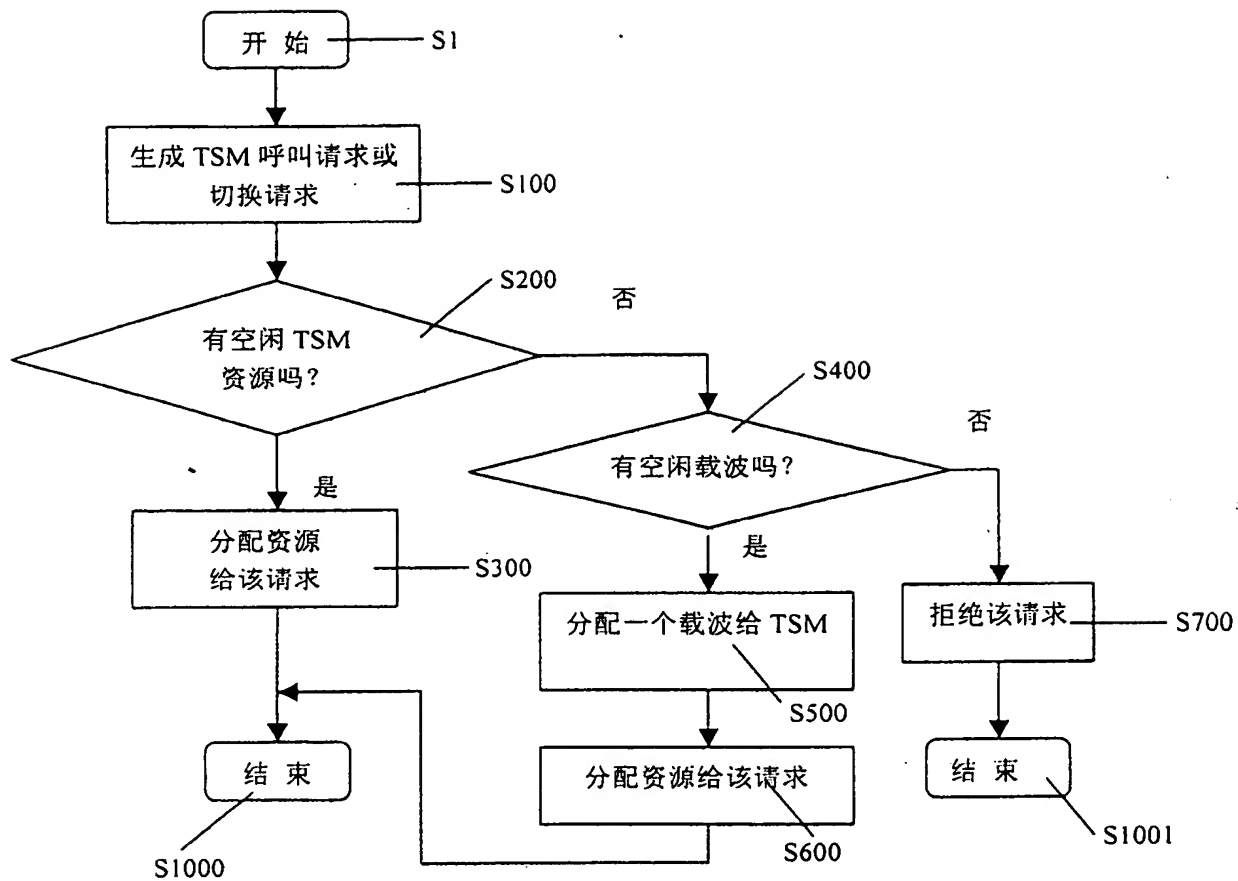 开 始
S1
生成 TSM 呼叫请求或
切换请求
S100
S200
否
有空闲 TSM
资源吗?
S400
否
有空闲载波吗?
是
分配资源
给该请求
S300
是
分配一个载波给 TSM
S500
拒绝该请求
S700
结 束
S1000
分配资源给该请求
S600
结 束
S1001